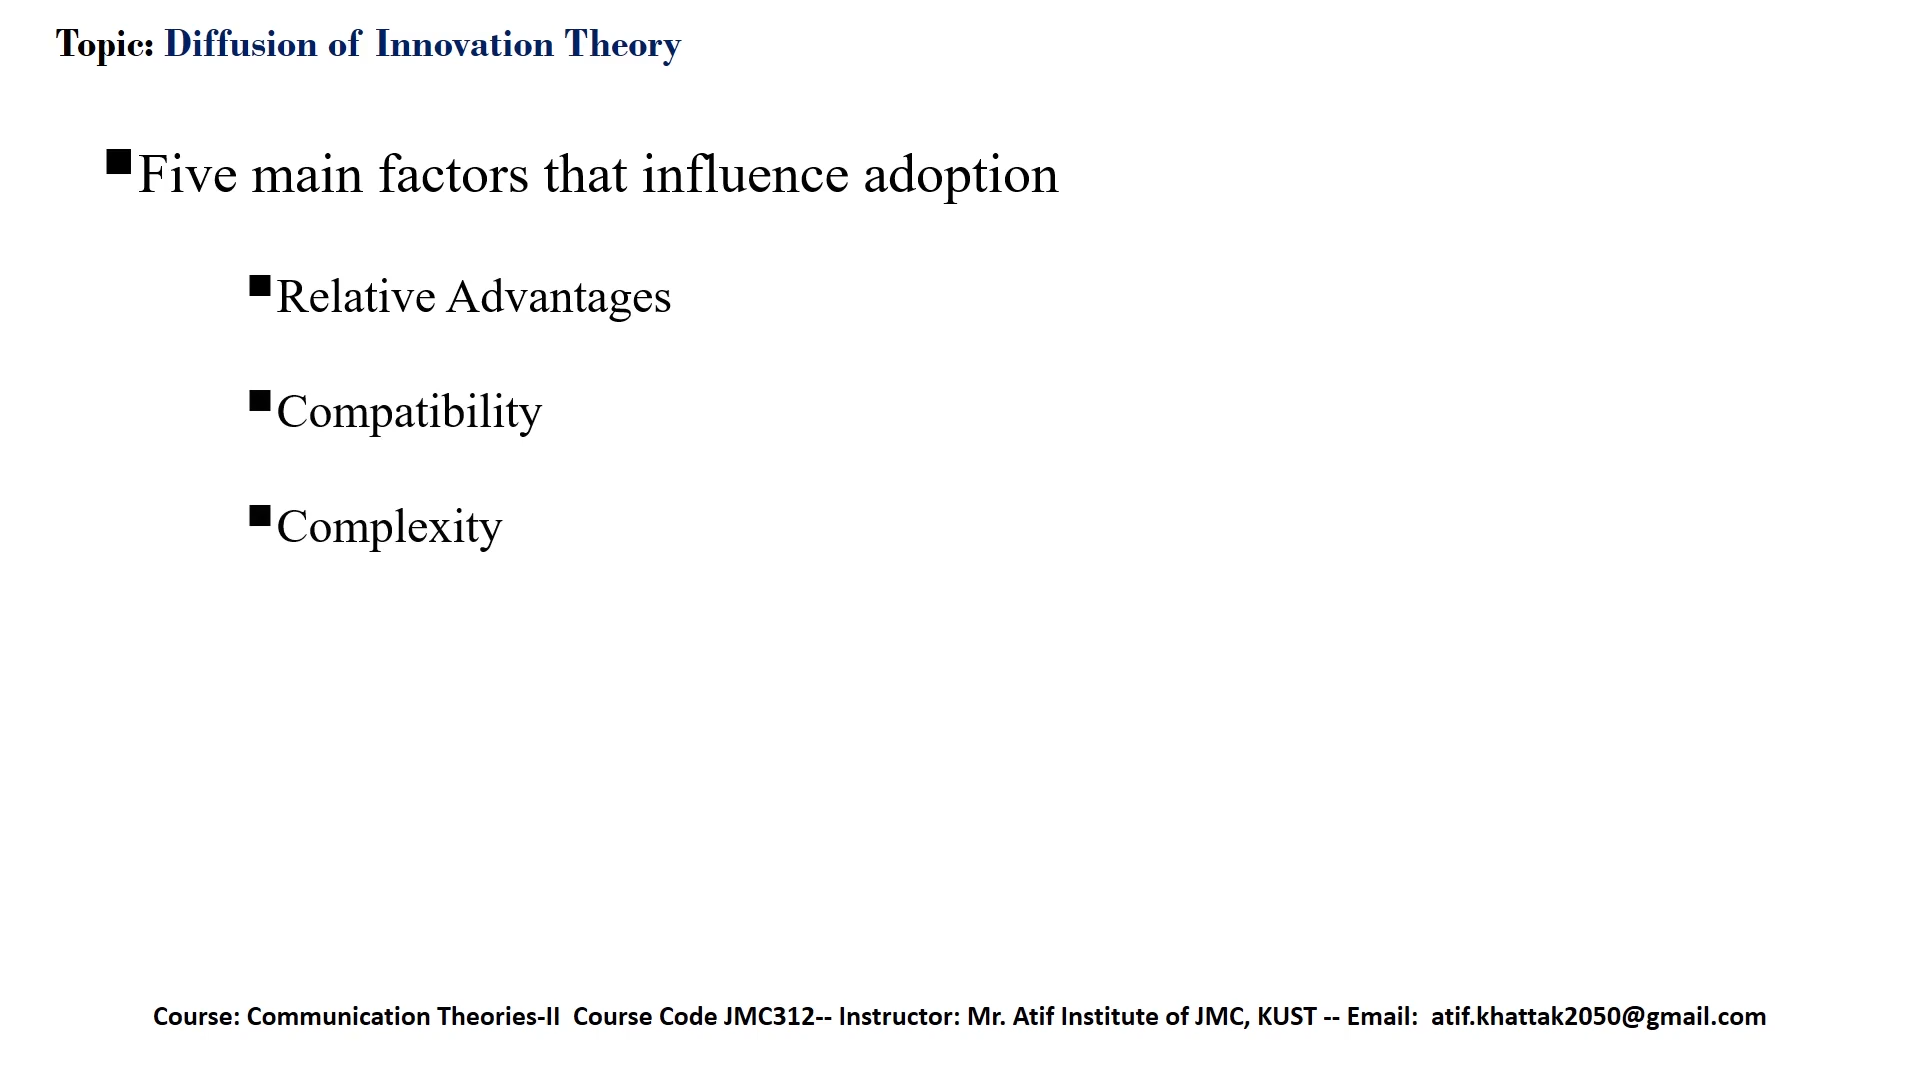 Topic: Diffusion of Innovation Theory
▪Five main factors that influence adoption
▪Relative Advantages
▪Compatibility
▪Complexity
Course: Communication Theories-II  Course Code JMC312-- Instructor: Mr. Atif Institute of JMC, KUST -- Email:  atif.khattak2050@gmail.com